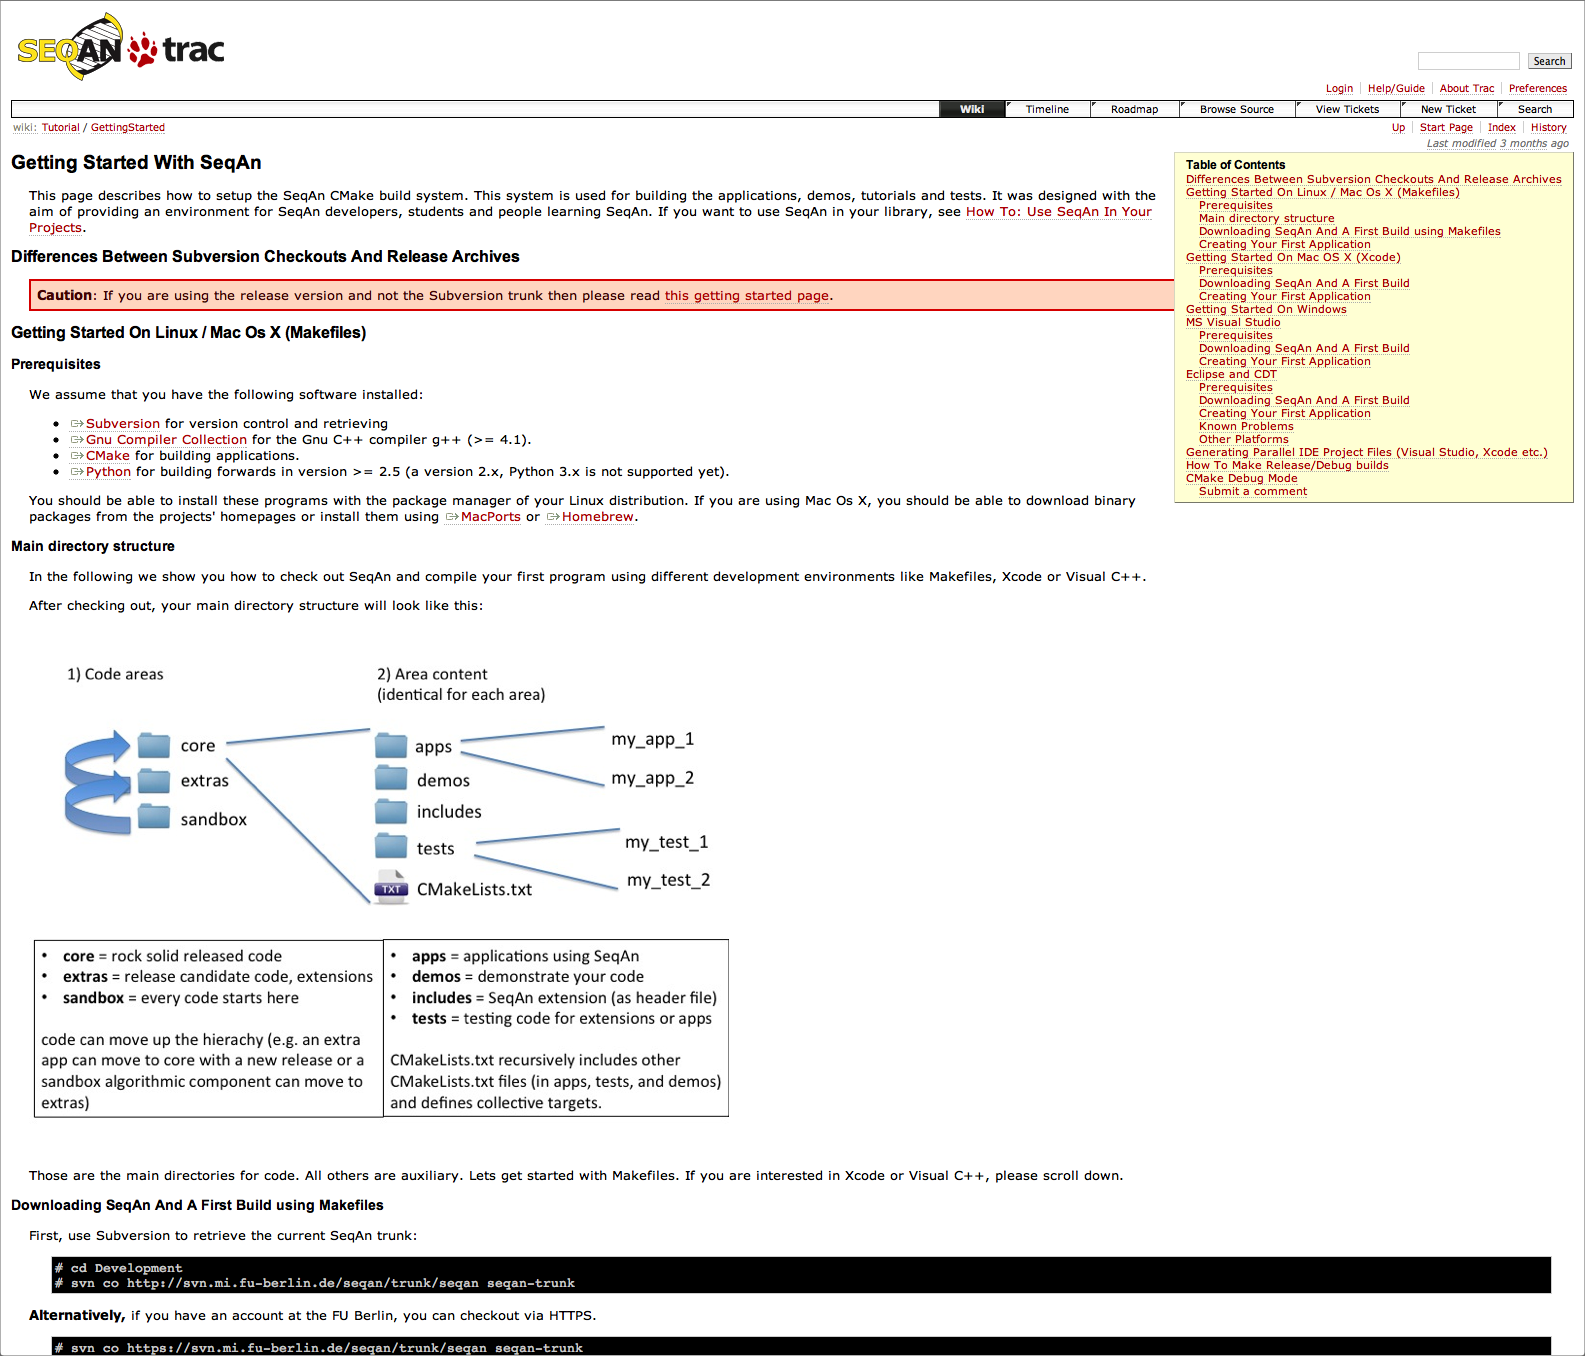 SEQAN trac
Search
Login Help/Guide About Trac Preferences
Wiki Timeline Roadmap Browse Source View Tickets New Ticket Search
wiki: Tutorial / GettingStarted
Up Start Page Index History
Last modified 3 months ago
Getting Started With SeqAn
This page describes how to setup the SeqAn CMake build system. This system is used for building the applications, demos, tutorials and tests. It was designed with the
aim of providing an environment for SeqAn developers, students and people learning SeqAn. If you want to use SeqAn in your library, see How To: Use SeqAn In Your
Projects.
Differences Between Subversion Checkouts And Release Archives
Caution: If you are using the release version and not the Subversion trunk then please read this getting started page.
Table of Contents
Differences Between Subversion Checkouts And Release Archives
Getting Started On Linux / Mac Os X (Makefiles)
Prerequisites
Main directory structure
Downloading SeqAn And A First Build using Makefiles
Creating Your First Application
Getting Started On Mac OS X (Xcode)
Prerequisites
Downloading SeqAn And A First Build
Creating Your First Application
Getting Started On Windows
MS Visual Studio
Prerequisites
Downloading SeqAn And A First Build
Creating Your First Application
Eclipse and CDT
Prerequisites
Downloading SeqAn And A First Build
Creating Your First Application
Known Problems
Other Platforms
Generating Parallel IDE Project Files (Visual Studio, Xcode etc.)
How To Make Release/Debug builds
CMake Debug Mode
Submit a comment
Getting Started On Linux / Mac Os X (Makefiles)
Prerequisites
We assume that you have the following software installed:
• Subversion for version control and retrieving
• Gnu Compiler Collection for the Gnu C++ compiler g++ (>= 4.1).
• CMake for building applications.
• Python for building forwards in version >= 2.5 (a version 2.x, Python 3.x is not supported yet).
You should be able to install these programs with the package manager of your Linux distribution. If you are using Mac Os X, you should be able to download binary
packages from the projects' homepages or install them using MacPorts or Homebrew.
Main directory structure
In the following we show you how to check out SeqAn and compile your first program using different development environments like Makefiles, Xcode or Visual C++.
After checking out, your main directory structure will look like this:
1) Code areas
core
extras
sandbox
2) Area content
(identical for each area)
apps
demos
includes
tests
TXT CMakeLists.txt
my_app_1
my_app_2
my_test_1
my_test_2
• core = rock solid released code
• extras = release candidate code, extensions
• sandbox = every code starts here
code can move up the hierachy (e.g. an extra
app can move to core with a new release or a
sandbox algorithmic component can move to
extras)
• apps = applications using SeqAn
• demos = demonstrate your code
• includes = SeqAn extension (as header file)
• tests = testing code for extensions or apps
CMakeLists.txt recursively includes other
CMakeLists.txt files (in apps, tests, and demos)
and defines collective targets.
Those are the main directories for code. All others are auxiliary. Lets get started with Makefiles. If you are interested in Xcode or Visual C++, please scroll down.
Downloading SeqAn And A First Build using Makefiles
First, use Subversion to retrieve the current SeqAn trunk:
# cd Development
# svn co http://svn.mi.fu-berlin.de/seqan/trunk/seqan seqan-trunk
Alternatively, if you have an account at the FU Berlin, you can checkout via HTTPS.
# svn co https://svn.mi.fu-berlin.de/seqan/trunk/seqan seqan-trunk